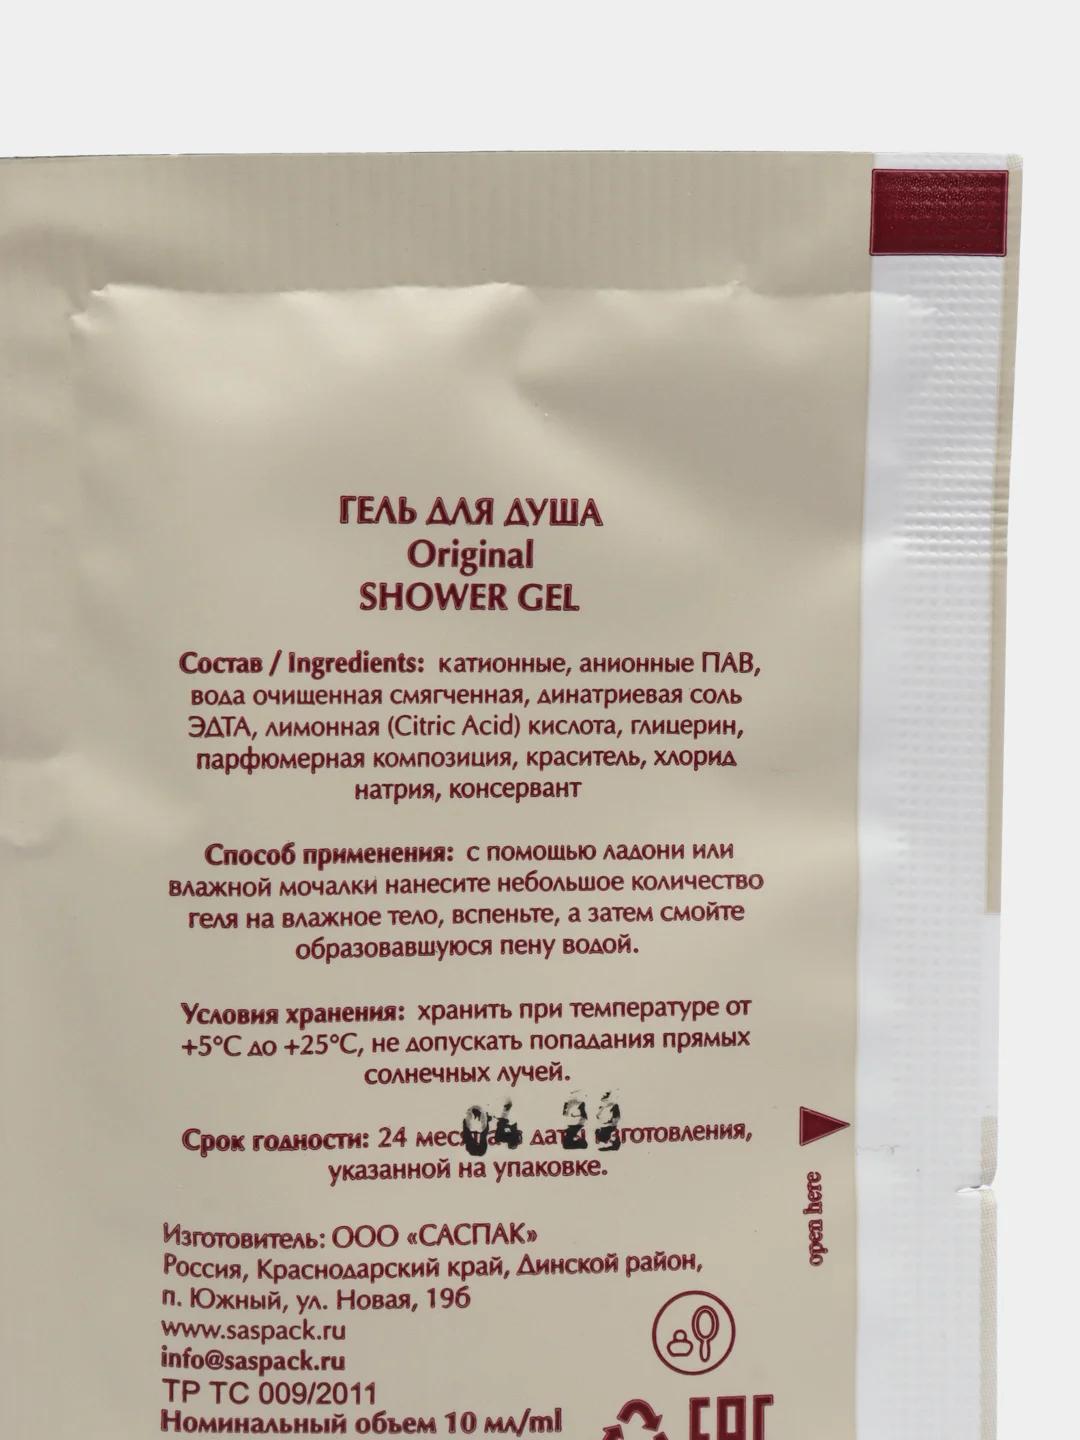 ГЕЛЬ ДЛЯ ДУША
Original
SHOWER GEL
Состав / Ingredients: катионные, анионные ПАВ,
вода очищенная смягченная, динатриевая соль
ЭДТА, лимонная (Citric Acid) кислота, глицерин,
парфюмерная композиция, краситель, хлорид
натрия, консервант
Способ применения: с помощью ладони или
влажной мочалки нанесите небольшое количество
геля на влажное тело, вспеньте, а затем смойте
образовавшуюся пену водой.
Условия хранения: хранить при температуре от
+5°C до +25°C, не допускать попадания прямых
солнечных лучей.
Срок годности: 24 месяца с даты изготовления,
указанной на упаковке.
open here
Изготовитель: ООО «САСПАК»
Россия, Краснодарский край, Динской район,
п. Южный, ул. Новая, 19б
www.saspack.ru
info@saspack.ru
ТР ТС 009/2011
Номинальный объем 10 мл/ml
EAC